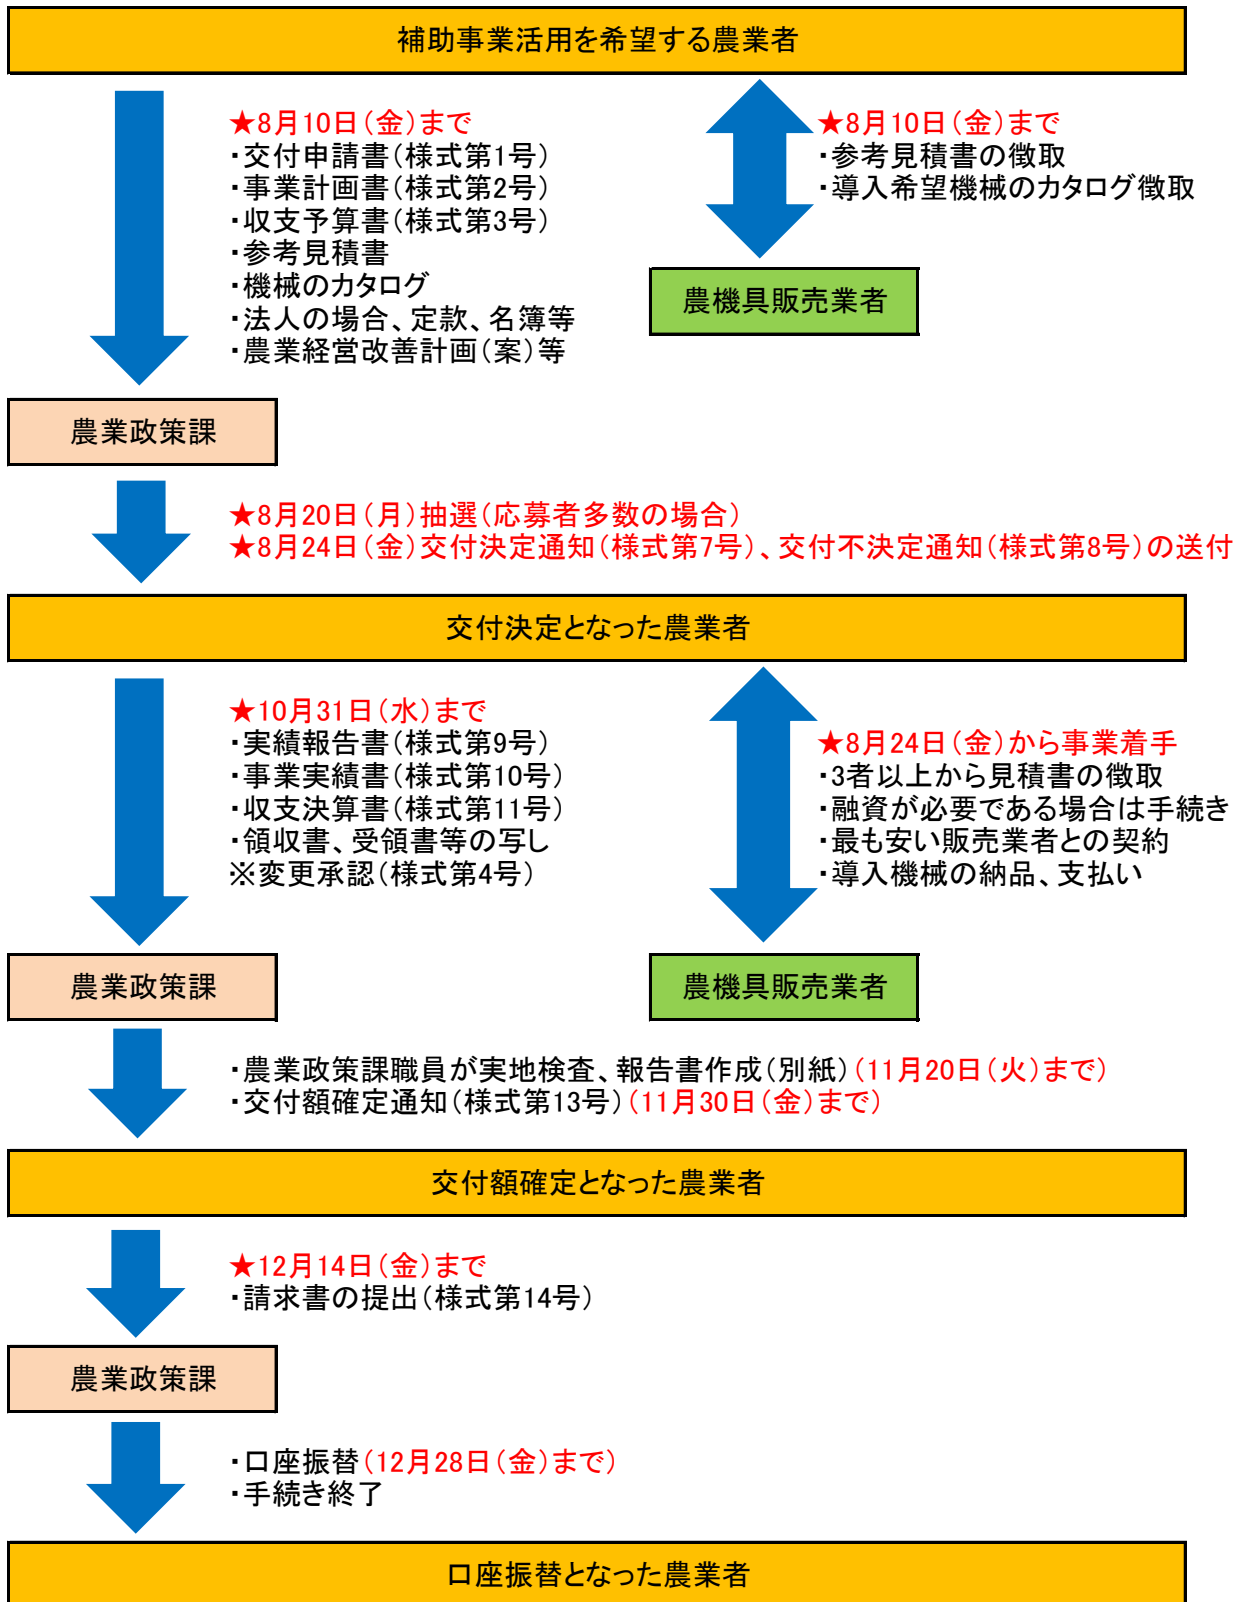 補助事業活用を希望する農業者
★8月10日(金)まで
・交付申請書(様式第1号)
・事業計画書(様式第2号)
・収支予算書(様式第3号)
・参考見積書
・機械のカタログ
・法人の場合、定款、名簿等
・農業経営改善計画(案)等
★8月10日(金)まで
・参考見積書の徴取
・導入希望機械のカタログ徴取
農機具販売業者
農業政策課
★8月20日(月)抽選(応募者多数の場合)
★8月24日(金)交付決定通知(様式第7号)、交付不決定通知(様式第8号)の送付
交付決定となった農業者
★10月31日(水)まで
・実績報告書(様式第9号)
・事業実績書(様式第10号)
・収支決算書(様式第11号)
・領収書、受領書等の写し
※変更承認(様式第4号)
★8月24日(金)から事業着手
・3者以上から見積書の徴取
・融資が必要である場合は手続き
・最も安い販売業者との契約
・導入機械の納品、支払い
農業政策課
農機具販売業者
・農業政策課職員が実地検査、報告書作成(別紙)(11月20日(火)まで)
・交付額確定通知(様式第13号)(11月30日(金)まで)
交付額確定となった農業者
★12月14日(金)まで
・請求書の提出(様式第14号)
農業政策課
・口座振替(12月28日(金)まで)
・手続き終了
口座振替となった農業者